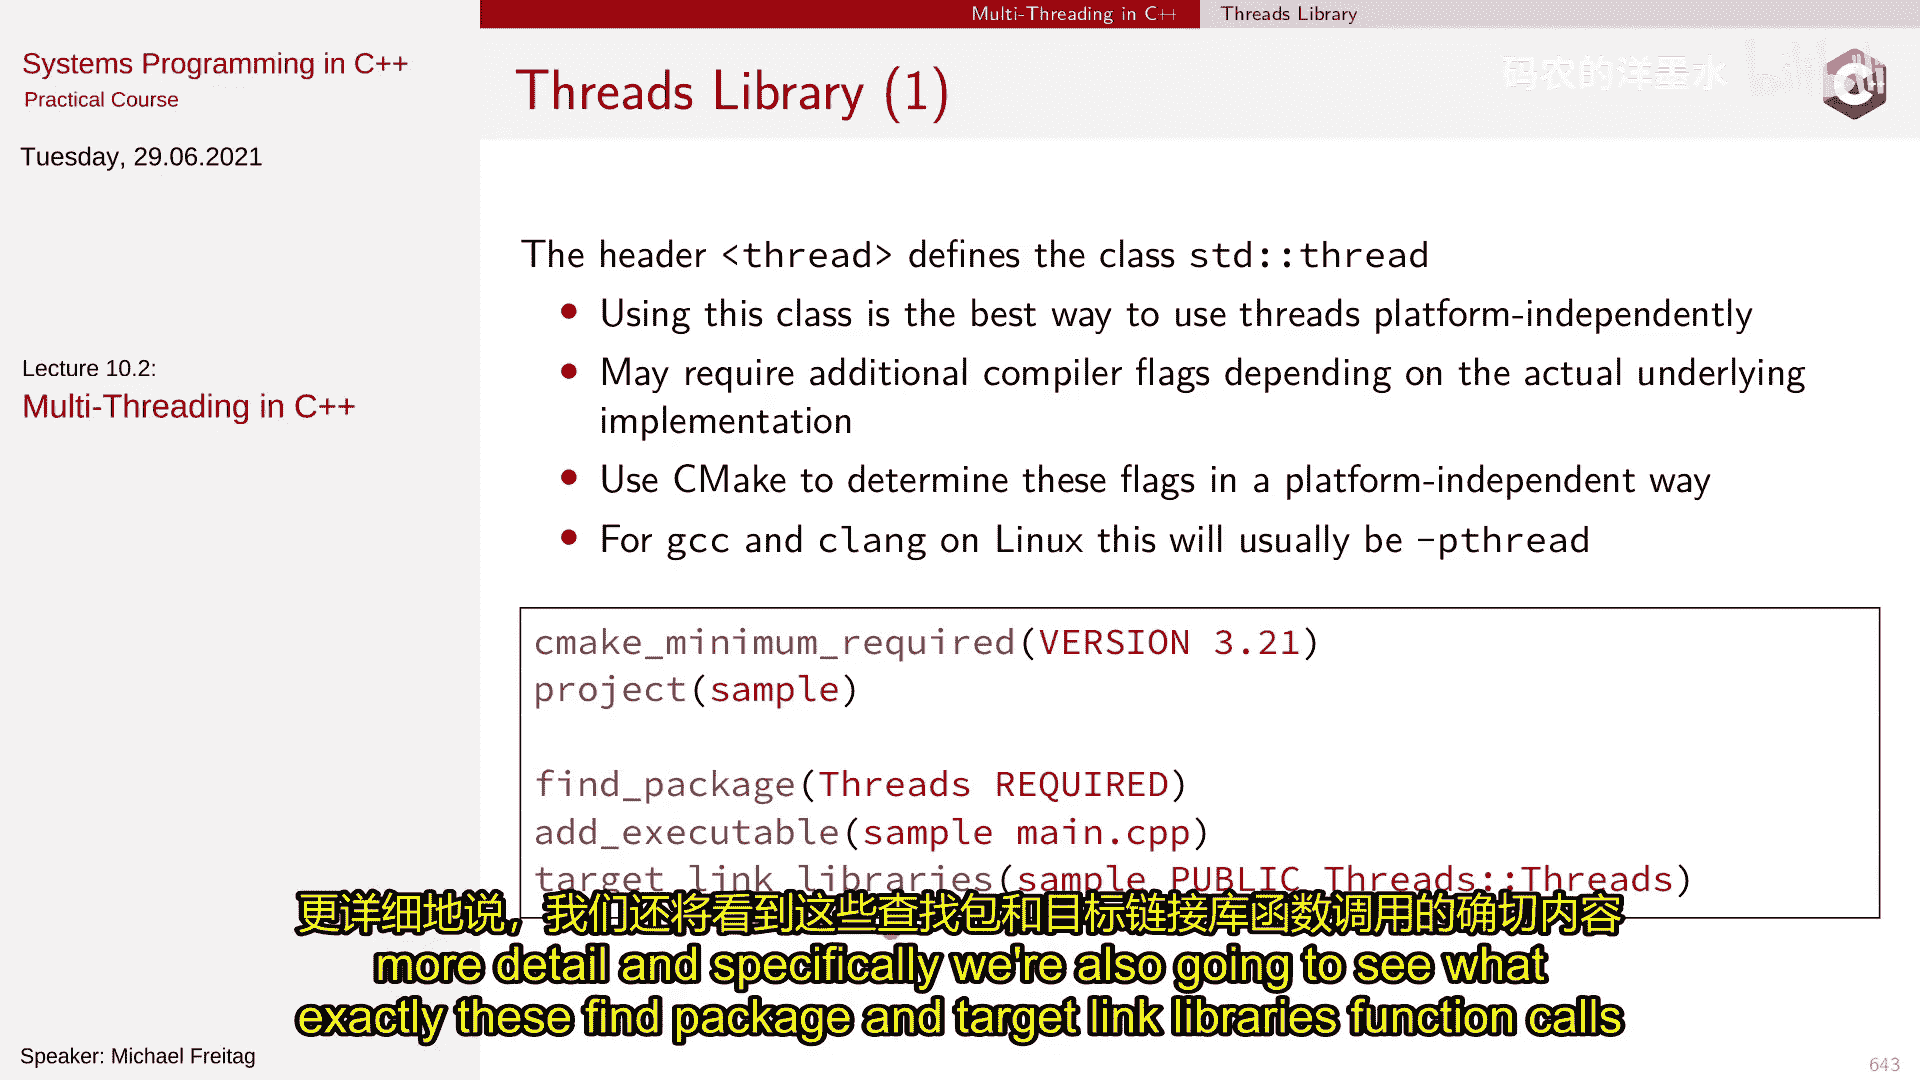 Multi-Threading in C++
Threads Library
Systems Programming in C++
Practical Course
Tuesday, 29.06.2021
Lecture 10.2:
Multi-Threading in C++
Speaker: Michael Freitag
Threads Library (1)
码农的洋墨水
C++
The header <thread> defines the class std::thread
• Using this class is the best way to use threads platform-independently
• May require additional compiler flags depending on the actual underlying
implementation
• Use CMake to determine these flags in a platform-independent way
• For gcc and clang on Linux this will usually be -pthread
cmake_minimum_required(VERSION 3.21)
project(sample)
find_package(Threads REQUIRED)
add_executable(sample main.cpp)
target_link_libraries(sample PUBLIC Threads::Threads)
更详细地说，我们还将看到这些查找包和目标链接库函数调用的确切内容
more detail and specifically we're also going to see what
exactly these find package and target link libraries function calls
643